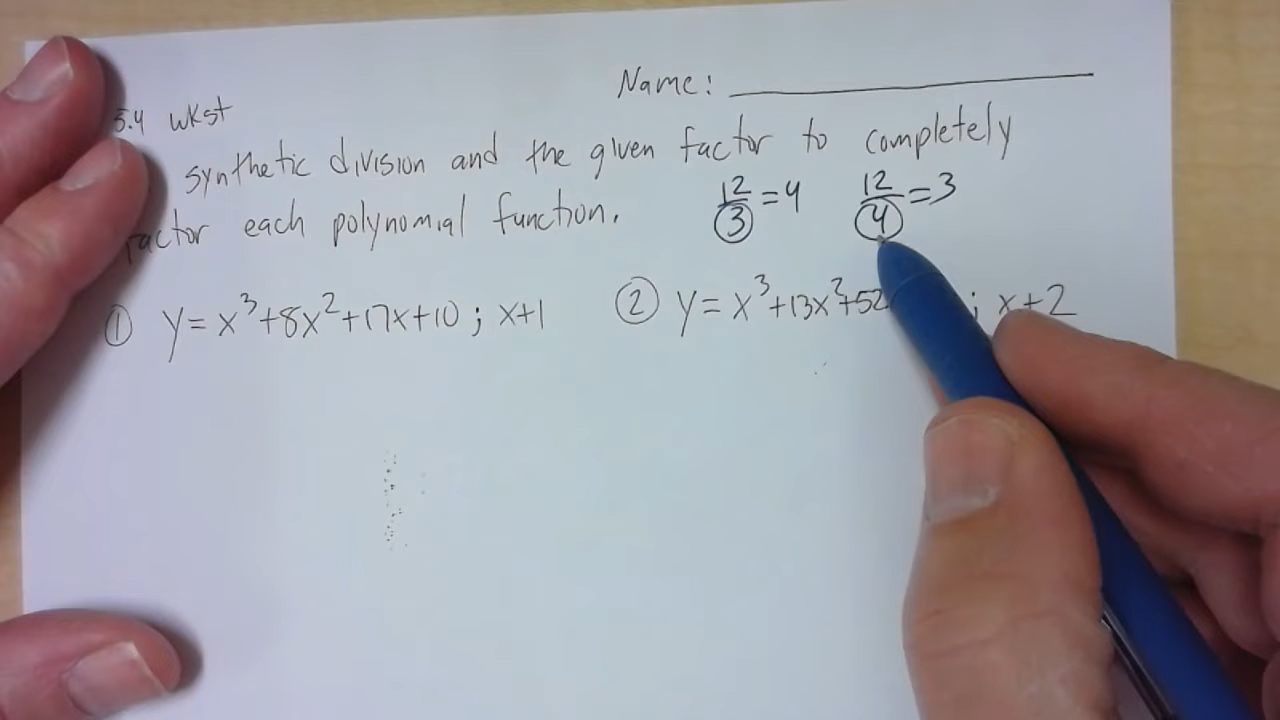 Name:
5.4 wkst
synthetic division and the given factor to completely
factor each polynomial function. 12/3 = 4 12/4 = 3
① y = x³ + 8x² + 17x + 10 ; x + 1 ② y = x³ + 13x² + 52 ; x + 2